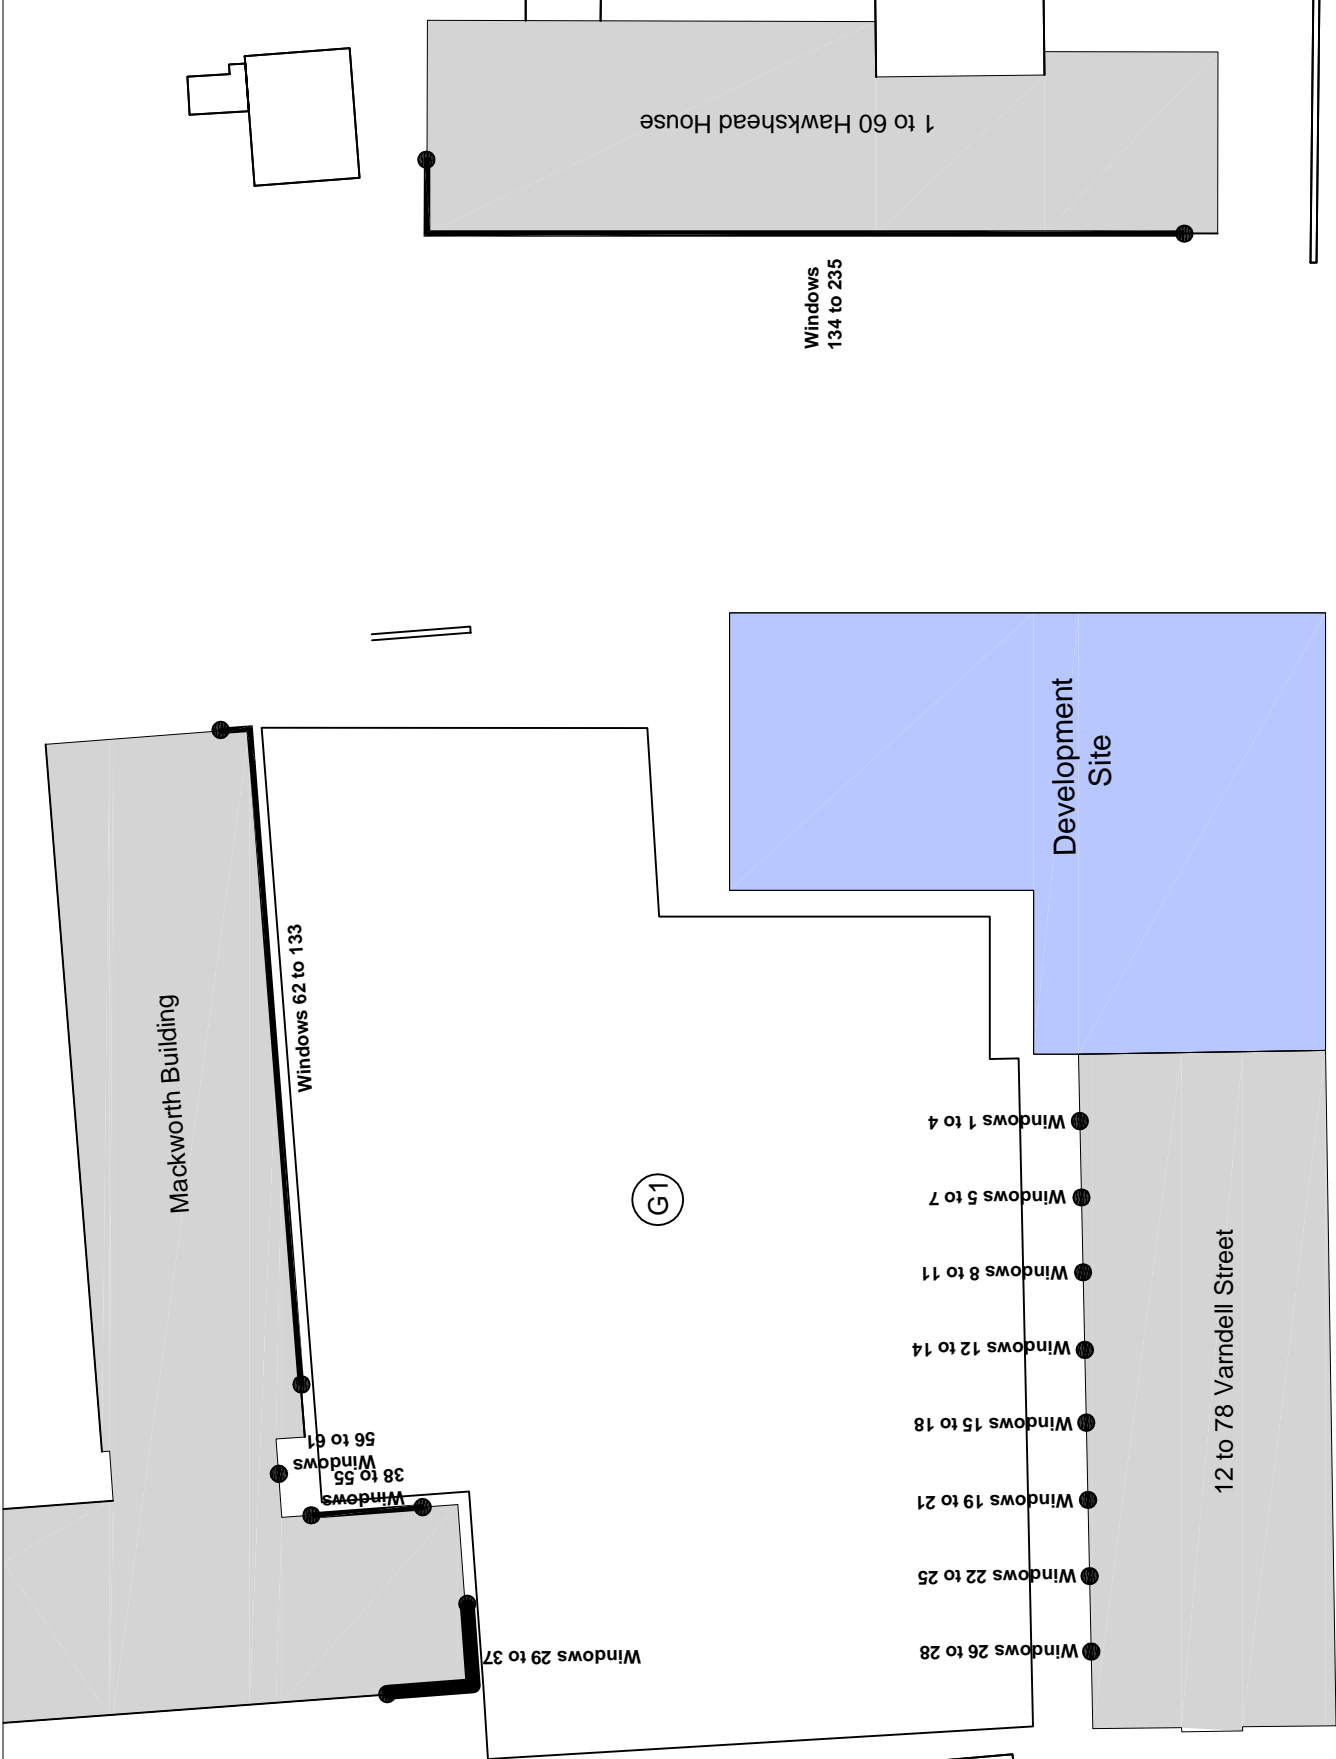 1 to 60 Hawkshead House
Windows
134 to 235
Development
Site
Mackworth Building
Windows 62 to 133
G1
Windows 1 to 4
Windows 5 to 7
Windows 8 to 11
Windows 12 to 14
Windows 15 to 18
Windows 19 to 21
Windows 22 to 25
Windows 26 to 28
12 to 78 Varndell Street
Windows
56 to 61
Windows
38 to 55
Windows 29 to 37